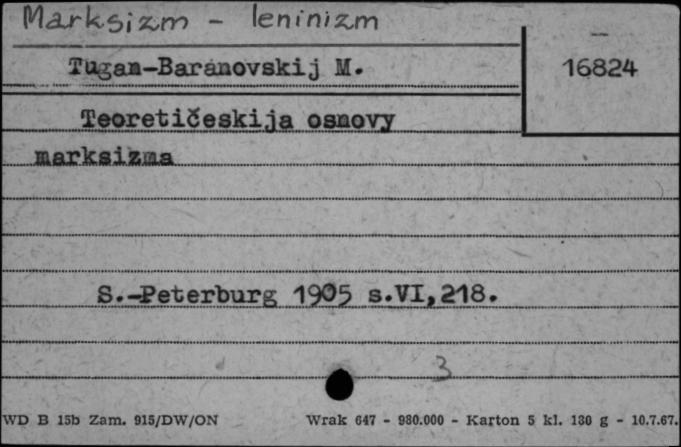 Marksizm - leninizm
Tugan-Baranovskij M.
16824
Teoretičeskija osnovy
marksizma
S.-Peterburg 1905 s.VI,218.
3
WD B 15b Zam. 915/DW/ON Wrak 647 - 980.000 - Karton 5 kl. 130 g - 10.7.67.